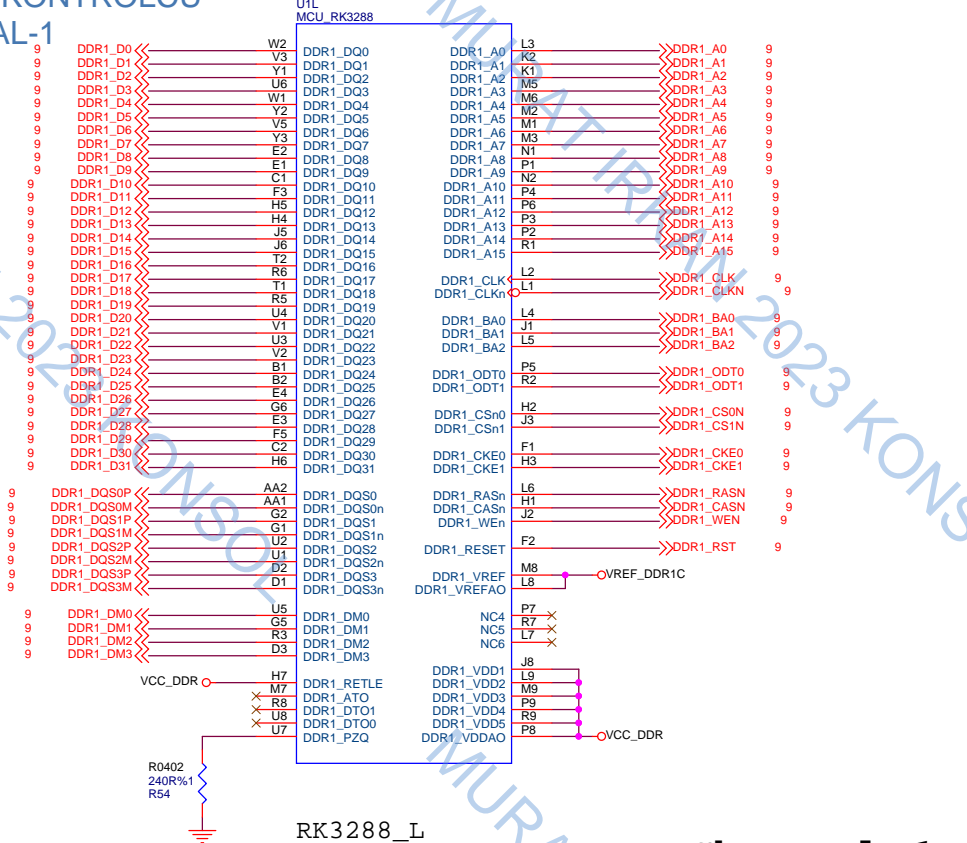 KONTROLCÜ
AL-1
U1L
MCU_RK3288
9 DDR1_D0 W2 DDR1_DQ0 DDR1_A0 L3 DDR1_A0 9
9 DDR1_D1 V3 DDR1_DQ1 DDR1_A1 K2 DDR1_A1 9
9 DDR1_D2 Y1 DDR1_DQ2 DDR1_A2 K1 DDR1_A2 9
9 DDR1_D3 U6 DDR1_DQ3 DDR1_A3 M5 DDR1_A3 9
9 DDR1_D4 W1 DDR1_DQ4 DDR1_A4 M6 DDR1_A4 9
9 DDR1_D5 Y2 DDR1_DQ5 DDR1_A5 M2 DDR1_A5 9
9 DDR1_D6 V5 DDR1_DQ6 DDR1_A6 M1 DDR1_A6 9
9 DDR1_D7 Y3 DDR1_DQ7 DDR1_A7 M3 DDR1_A7 9
9 DDR1_D8 E2 DDR1_DQ8 DDR1_A8 N1 DDR1_A8 9
9 DDR1_D9 E1 DDR1_DQ9 DDR1_A9 P1 DDR1_A9 9
9 DDR1_D10 C1 DDR1_DQ10 DDR1_A10 N2 DDR1_A10 9
9 DDR1_D11 F3 DDR1_DQ11 DDR1_A11 P4 DDR1_A11 9
9 DDR1_D12 H5 DDR1_DQ12 DDR1_A12 P6 DDR1_A12 9
9 DDR1_D13 H4 DDR1_DQ13 DDR1_A13 P3 DDR1_A13 9
9 DDR1_D14 J5 DDR1_DQ14 DDR1_A14 P2 DDR1_A14 9
9 DDR1_D15 J6 DDR1_DQ15 DDR1_A15 R1 DDR1_A15 9
9 DDR1_D16 T2 DDR1_DQ16
9 DDR1_D17 R6 DDR1_DQ17 DDR1_CLK L2 DDR1_CLK 9
9 DDR1_D18 T1 DDR1_DQ18 DDR1_CLKn L1 DDR1_CLKN 9
9 DDR1_D19 R5 DDR1_DQ19
9 DDR1_D20 U4 DDR1_DQ20 DDR1_BA0 L4 DDR1_BA0 9
9 DDR1_D21 V1 DDR1_DQ21 DDR1_BA1 J1 DDR1_BA1 9
9 DDR1_D22 U3 DDR1_DQ22 DDR1_BA2 L5 DDR1_BA2 9
9 DDR1_D23 V2 DDR1_DQ23
9 DDR1_D24 B1 DDR1_DQ24 DDR1_ODT0 P5 DDR1_ODT0 9
9 DDR1_D25 B2 DDR1_DQ25 DDR1_ODT1 R2 DDR1_ODT1 9
9 DDR1_D26 E4 DDR1_DQ26
9 DDR1_D27 G6 DDR1_DQ27 DDR1_CSn0 H2 DDR1_CS0N 9
9 DDR1_D28 E3 DDR1_DQ28 DDR1_CSn1 J3 DDR1_CS1N 9
9 DDR1_D29 F5 DDR1_DQ29
9 DDR1_D30 C2 DDR1_DQ30 DDR1_CKE0 F1 DDR1_CKE0 9
9 DDR1_D31 H6 DDR1_DQ31 DDR1_CKE1 H3 DDR1_CKE1 9
9 DDR1_DQS0P AA2 DDR1_DQS0 DDR1_RASn L6 DDR1_RASN 9
9 DDR1_DQS0M AA1 DDR1_DQS0n DDR1_CASn H1 DDR1_CASN 9
9 DDR1_DQS1P G2 DDR1_DQS1 DDR1_WEn J2 DDR1_WEN 9
9 DDR1_DQS1M G1 DDR1_DQS1n
9 DDR1_DQS2P U2 DDR1_DQS2 DDR1_RESET F2 DDR1_RST 9
9 DDR1_DQS2M U1 DDR1_DQS2n
9 DDR1_DQS3P D2 DDR1_DQS3 DDR1_VREF M8 VREF_DDR1C
9 DDR1_DQS3M D1 DDR1_DQS3n DDR1_VREFAO L8
9 DDR1_DM0 U5 DDR1_DM0 NC4 P7
9 DDR1_DM1 G5 DDR1_DM1 NC5 R7
9 DDR1_DM2 R3 DDR1_DM2 NC6 L7
9 DDR1_DM3 D3 DDR1_DM3
DDR1_VDD1 J8
VCC_DDR H7 DDR1_RETLE DDR1_VDD2 L9
M7 DDR1_ATO DDR1_VDD3 M9
R8 DDR1_DTO1 DDR1_VDD4 P9
U8 DDR1_DTO0 DDR1_VDD5 R9
U7 DDR1_PZQ DDR1_VDDAO P8 VCC_DDR
R0402
240R%1
R54
RK3288_L
MURAT IRKAN 2023 KONS
2023 KONSOL
MURA